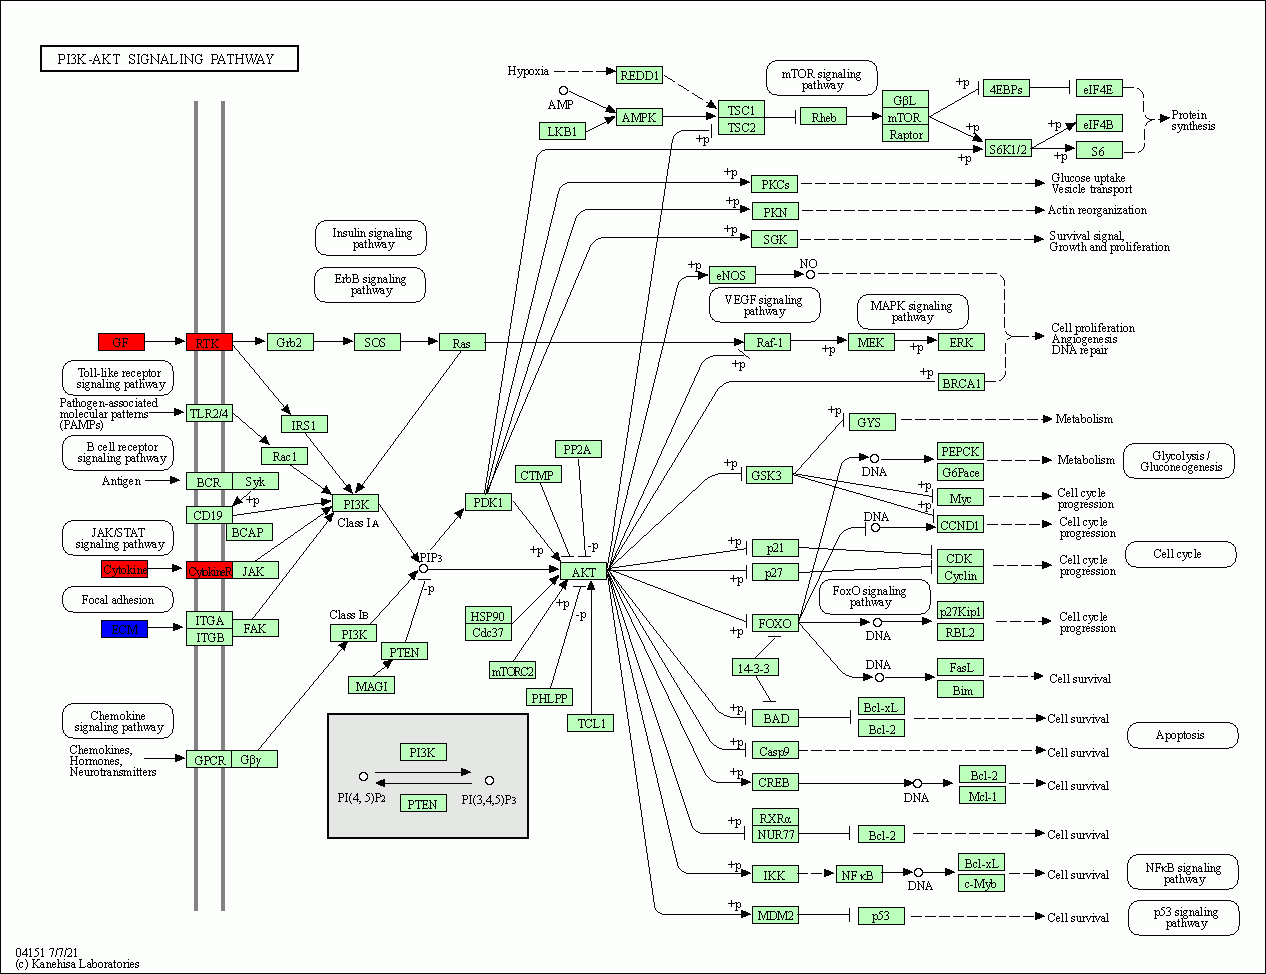 PI3K-AKT SIGNALING PATHWAY
Hypoxia
REDD1
mTOR signaling
pathway
AMP
LKB1
AMPK
TSC1
TSC2
+p
Rheb
GβL
mTOR
Raptor
+p
4EBPs
eIF4E
+p
+p
eIF4B
S6K1/2
+p
+p
S6
Protein
synthesis
+p
PKCs
Glucose uptake
Vesicle transport
+p
PKN
Actin reorganization
+p
SGK
Survival signal,
Growth and proliferation
Insulin signaling
pathway
ErbB signaling
pathway
+p
eNOS
NO
VEGF signaling
pathway
MAPK signaling
pathway
GF
RTK
Grb2
SOS
Ras
Raf-1
+p
+p
MEK
+p
ERK
Cell proliferation
Angiogenesis
DNA repair
+p
BRCA1
Toll-like receptor
signaling pathway
Pathogen-associated
molecular patterns
(PAMPs)
TLR2/4
IRS1
Rac1
B cell receptor
signaling pathway
Antigen
BCR
Syk
+p
CD19
BCAP
PI3K
Class IA
PDK1
CTMP
PP2A
+p
GYS
Metabolism
+p
GSK3
DNA
PEPCK
G6Pace
Metabolism
Glycolysis /
Gluconeogenesis
+p
Myc
Cell cycle
progression
+p
DNA
CCND1
Cell cycle
progression
JAK/STAT
signaling pathway
Cytokine
CytokineR
JAK
PIP3
+p
-p
AKT
-p
+p
-p
+p
p21
+p
p27
CDK
Cyclin
Cell cycle
progression
Cell cycle
Focal adhesion
ITGA
ITGB
FAK
Class IB
PI3K
PTEN
MAGI
HSP90
Cdc37
mTORC2
PHLPP
TCL1
FoxO signaling
pathway
FOXO
+p
DNA
p27Kip1
RBL2
Cell cycle
progression
14-3-3
DNA
FasL
Bim
Cell survival
Chemokine
signaling pathway
Chemokines,
Hormones,
Neurotransmitters
GPCR
Gβγ
PI3K
PI(4, 5)P2
PI(3,4,5)P3
PTEN
+p
BAD
Bcl-xL
Bcl-2
Cell survival
Apoptosis
+p
Casp9
Cell survival
+p
CREB
DNA
Bcl-2
Mcl-1
Cell survival
+p
RXRα
NUR77
Bcl-2
Cell survival
+p
IKK
NFκB
DNA
Bcl-xL
c-Myb
Cell survival
NFκB signaling
pathway
+p
MDM2
p53
Cell survival
p53 signaling
pathway
04151 7/7/21
(c) Kanehisa Laboratories